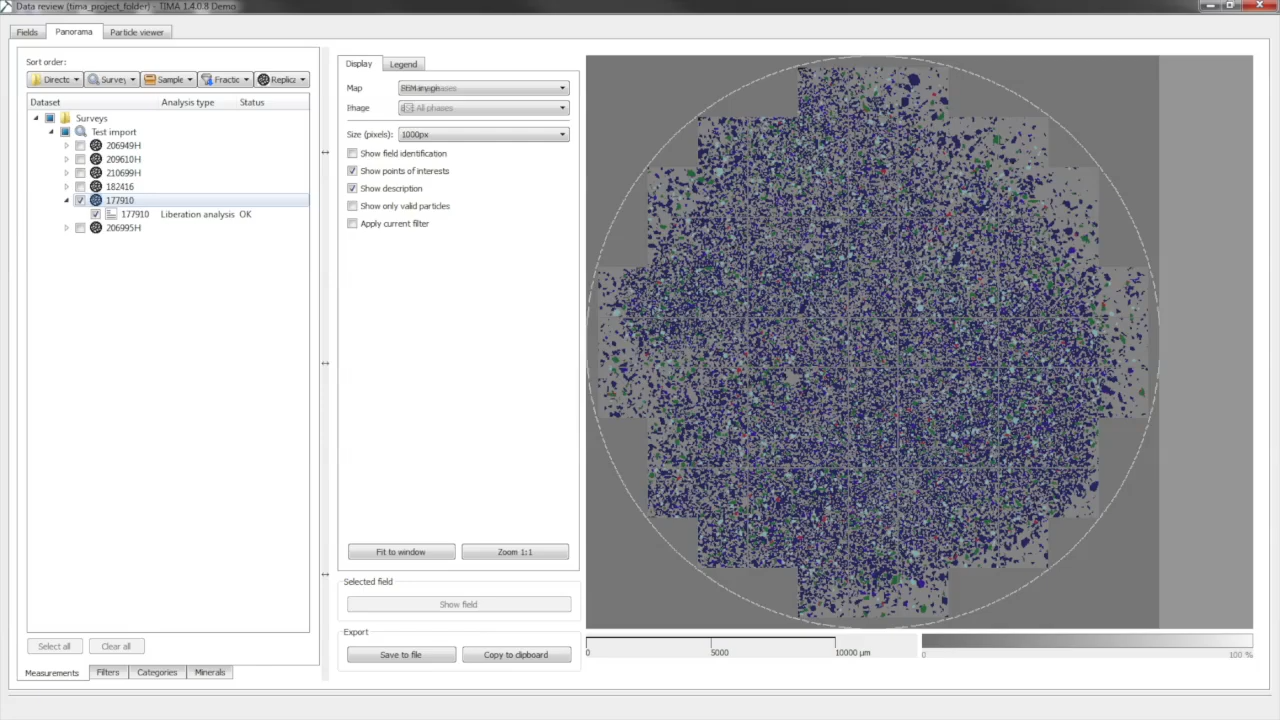 Data review (tima_project_folder) - TIMA 1.4.0.8 Demo
Fields Panorama Particle viewer
Sort order:
Directo Survey Sample Fractic Replica
Dataset Analysis type Status
Surveys
Test import
206949H
209610H
210699H
182416
177910
177910 Liberation analysis OK
206995H
Select all Clear all
Measurements Filters Categories Minerals
Display Legend
Map
All phases
Size (pixels): 1000px
Show field identification
Show points of interests
Show description
Show only valid particles
Apply current filter
Fit to window Zoom 1:1
Selected field
Show field
Export
Save to file Copy to clipboard
0 5000 10000 µm
0 100 %